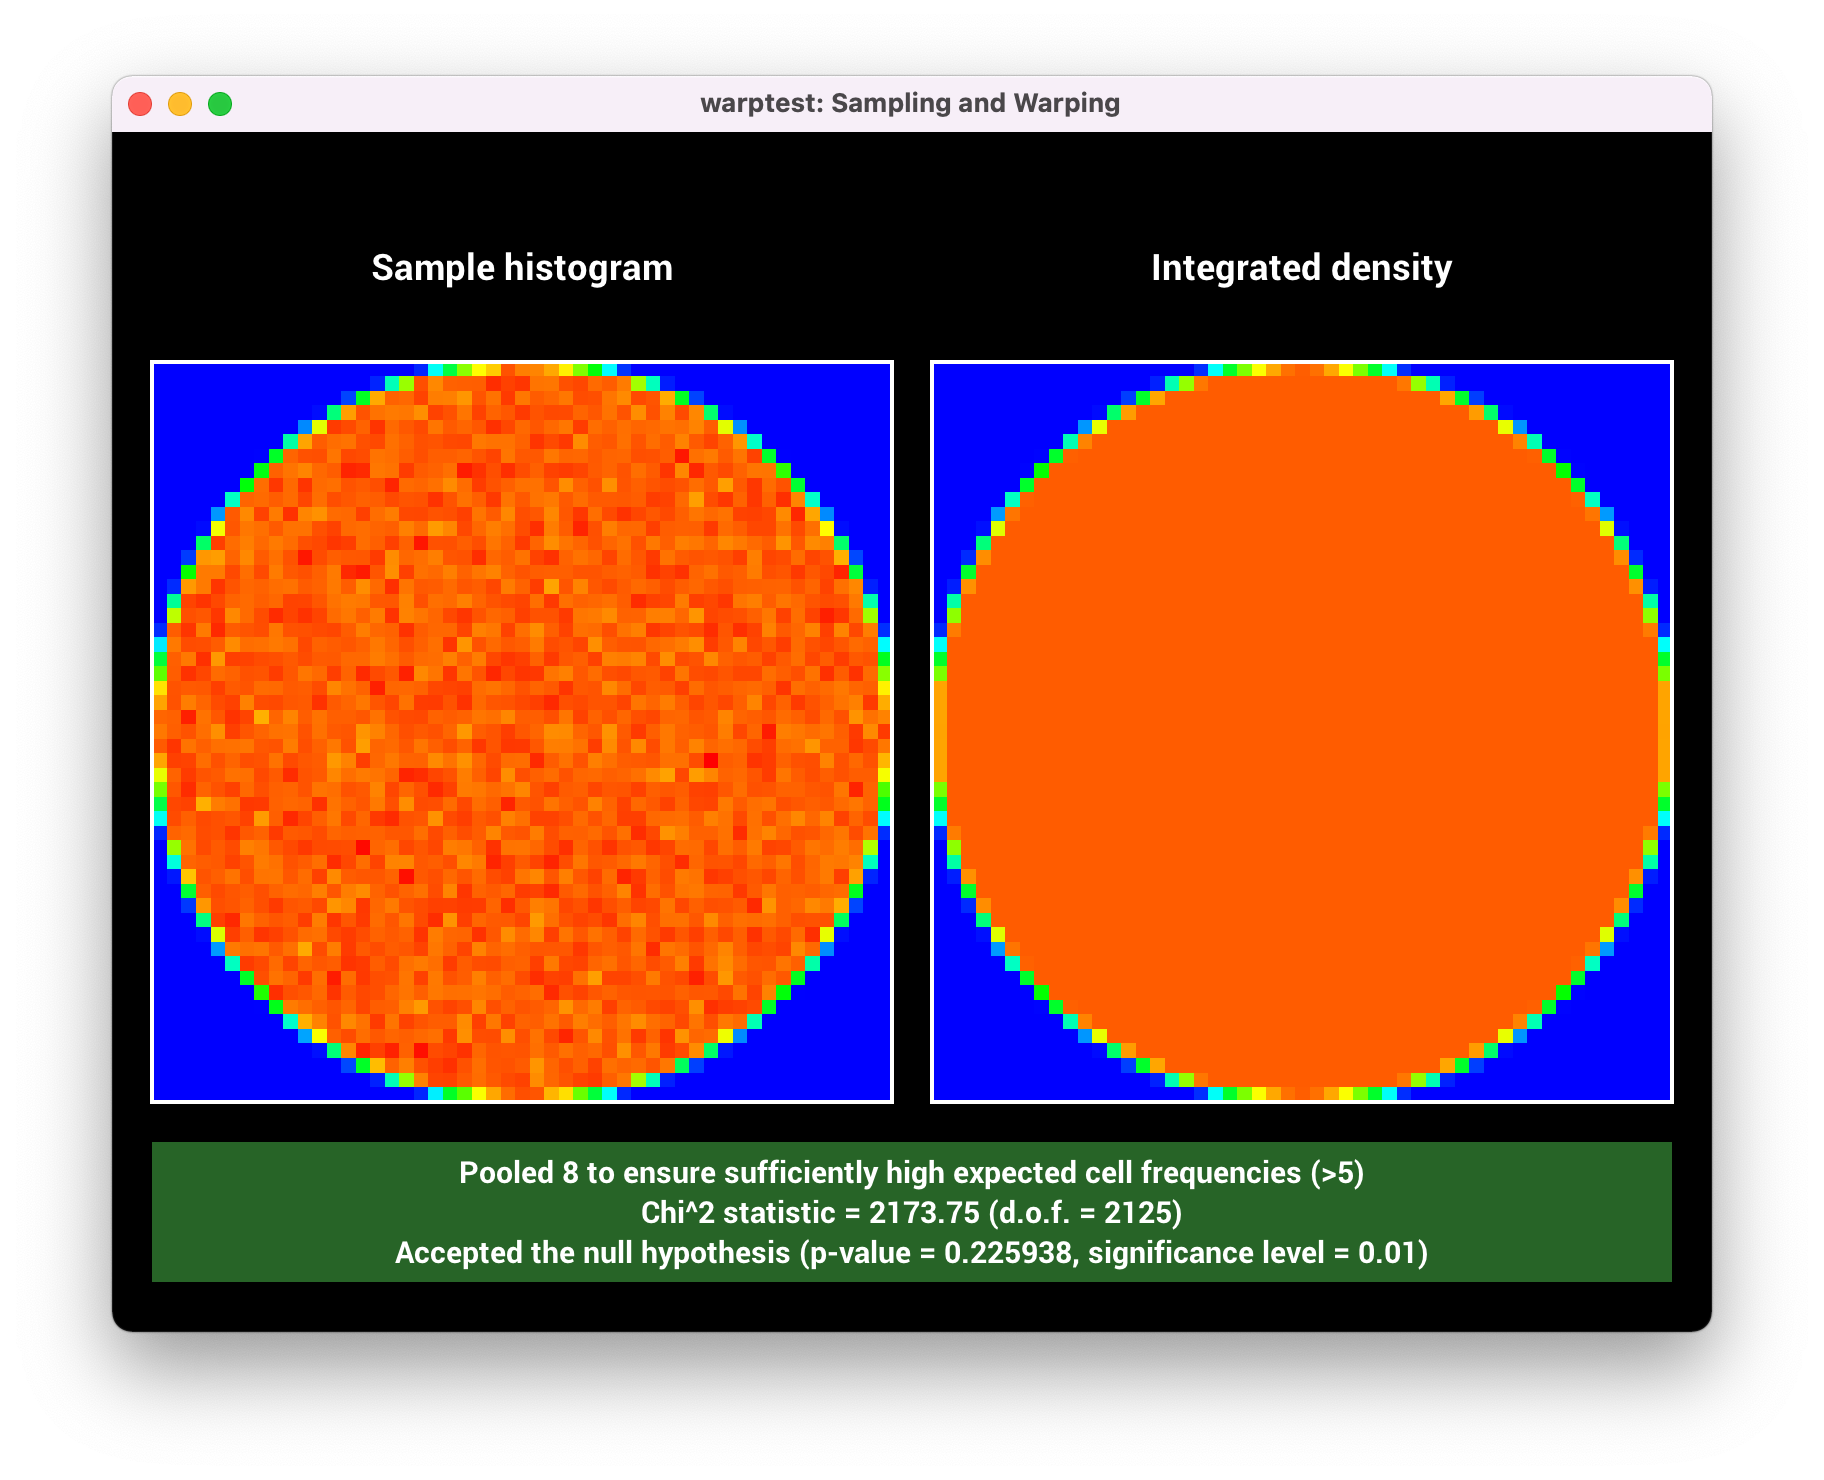 warptest: Sampling and Warping
Sample histogram
Integrated density
Pooled 8 to ensure sufficiently high expected cell frequencies (>5)
Chi^2 statistic = 2173.75 (d.o.f. = 2125)
Accepted the null hypothesis (p-value = 0.225938, significance level = 0.01)